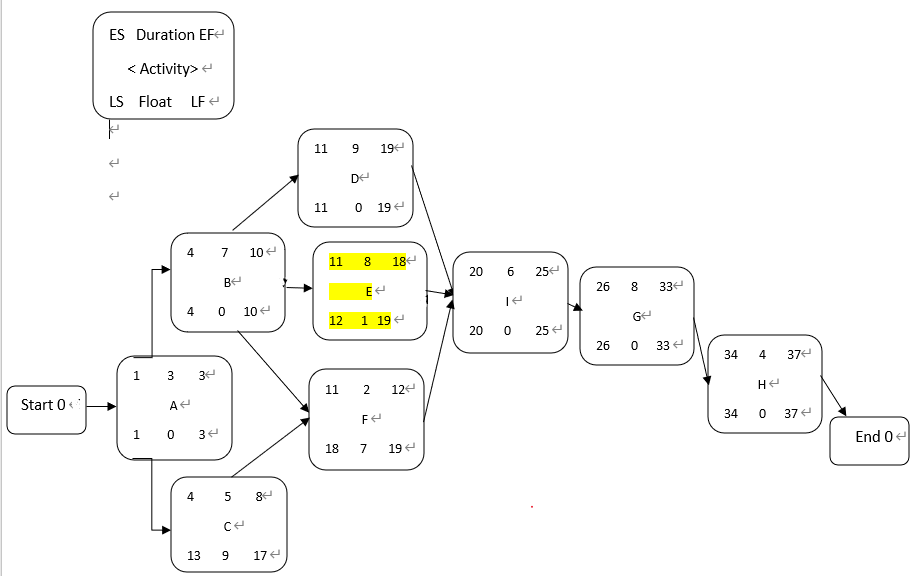 ES Duration EF
< Activity>
LS Float LF
11 9 19
D
11 0 19
4 7 10
B
4 0 10
11 8 18
E
12 1 19
20 6 25
I
20 0 25
26 8 33
G
26 0 33
34 4 37
H
34 0 37
Start 0
1 3 3
A
1 0 3
11 2 12
F
18 7 19
End 0
4 5 8
C
13 9 17